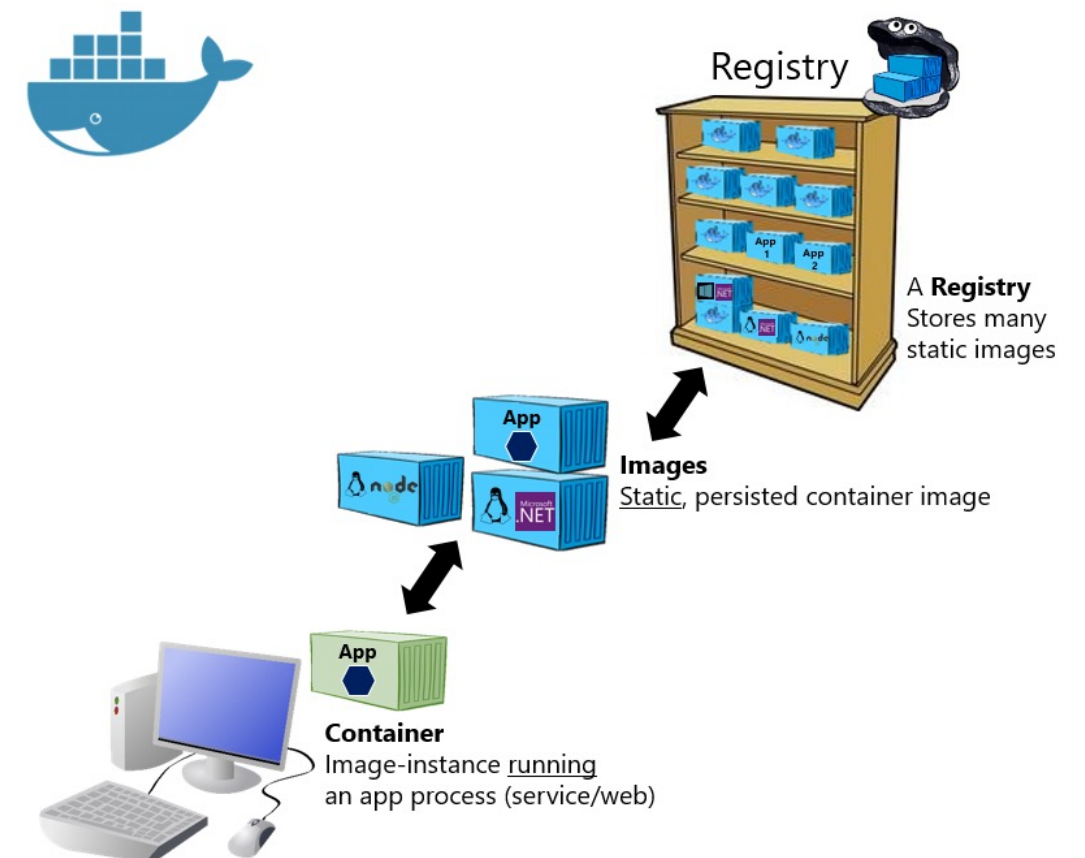 Registry
App
1
App
2
Microsoft
.NET
node
A Registry
Stores many
static images
App
node
Microsoft
.NET
Images
Static, persisted container image
App
Container
Image-instance running
an app process (service/web)